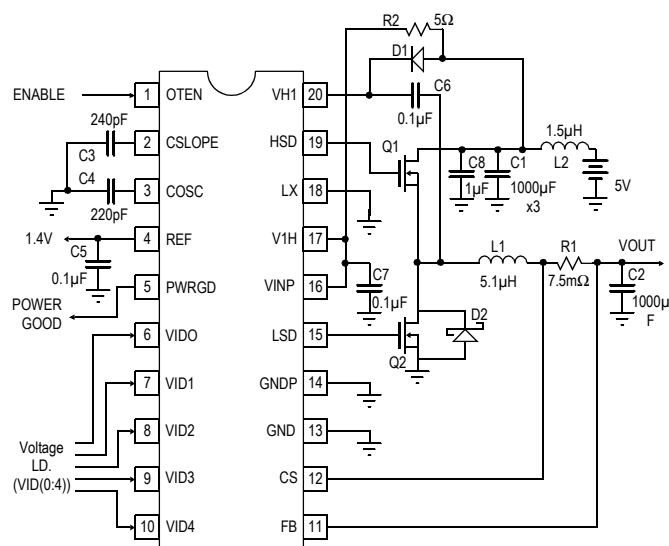 R2
5Ω
D1
C6
0.1µF
ENABLE
1
OTEN
VH1
20
240pF
C3
2
CSLOPE
HSD
19
Q1
C8
1µF
C1
1000µF
x3
1.5µH
L2
5V
C4
220pF
3
COSC
LX
18
1.4V
C5
0.1µF
4
REF
V1H
17
L1
5.1µH
R1
7.5mΩ
VOUT
C2
1000µ
F
POWER
GOOD
5
PWRGD
VINP
16
C7
0.1µF
6
VIDO
LSD
15
Q2
D2
7
VID1
GNDP
14
Voltage
I.D.
(VID(0:4))
8
VID2
GND
13
9
VID3
CS
12
10
VID4
FB
11